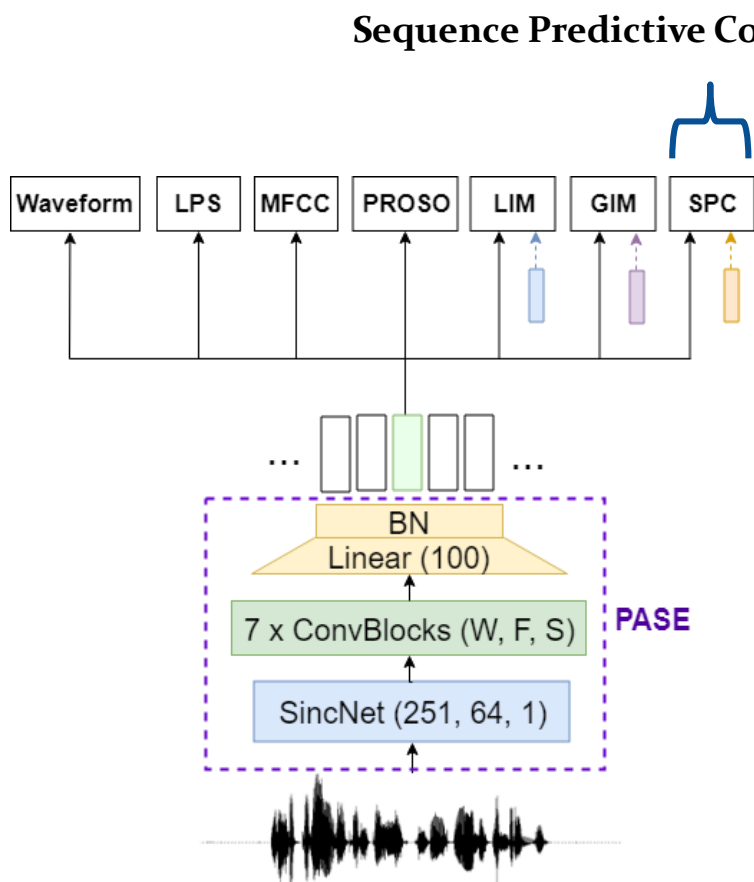 Sequence Predictive Co
Waveform LPS MFCC PROSO LIM GIM SPC
... ...
BN
Linear (100)
7 x ConvBlocks (W, F, S)
PASE
SincNet (251, 64, 1)